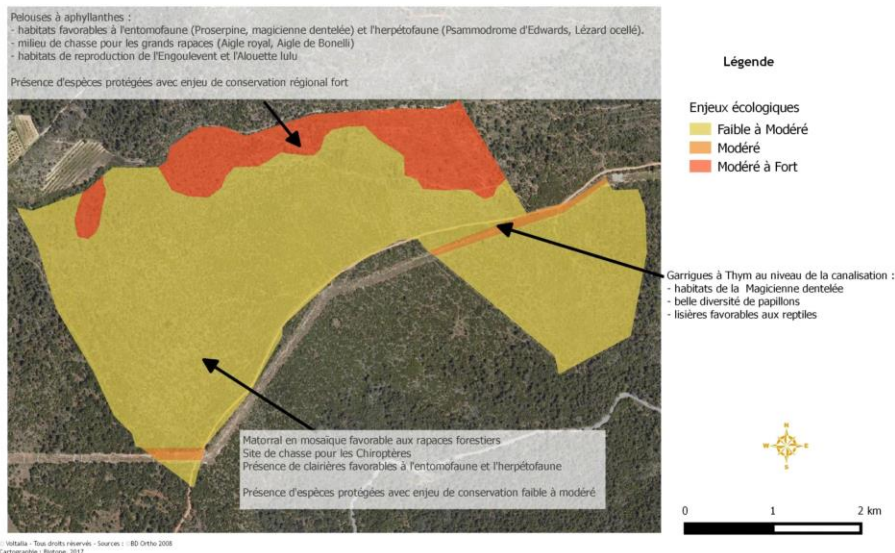 Pelouses à aphyllanthes :
- habitats favorables à l'entomofaune (Proserpine, magicienne dentelée) et l'herpétofaune (Psammodrome d'Edwards, Lézard ocellé).
- milieu de chasse pour les grands rapaces (Aigle royal, Aigle de Bonelli)
- habitats de reproduction de l'Engoulevent et l'Alouette lulu
Présence d'espèces protégées avec enjeu de conservation régional fort
Légende
Enjeux écologiques
Faible à Modéré
Modéré
Modéré à Fort
Garrigues à Thym au niveau de la canalisation :
- habitats de la Magicienne dentelée
- belle diversité de papillons
- lisières favorables aux reptiles
Matorral en mosaïque favorable aux rapaces forestiers
Site de chasse pour les Chiroptères
Présence de clairières favorables à l'entomofaune et l'herpétofaune
Présence d'espèces protégées avec enjeu de conservation faible à modéré
N
W E
S
0 1 2 km
© Voltalia - Tous droits réservés - Sources : © BD Ortho 2008
Cartographie : Biotope, 2017